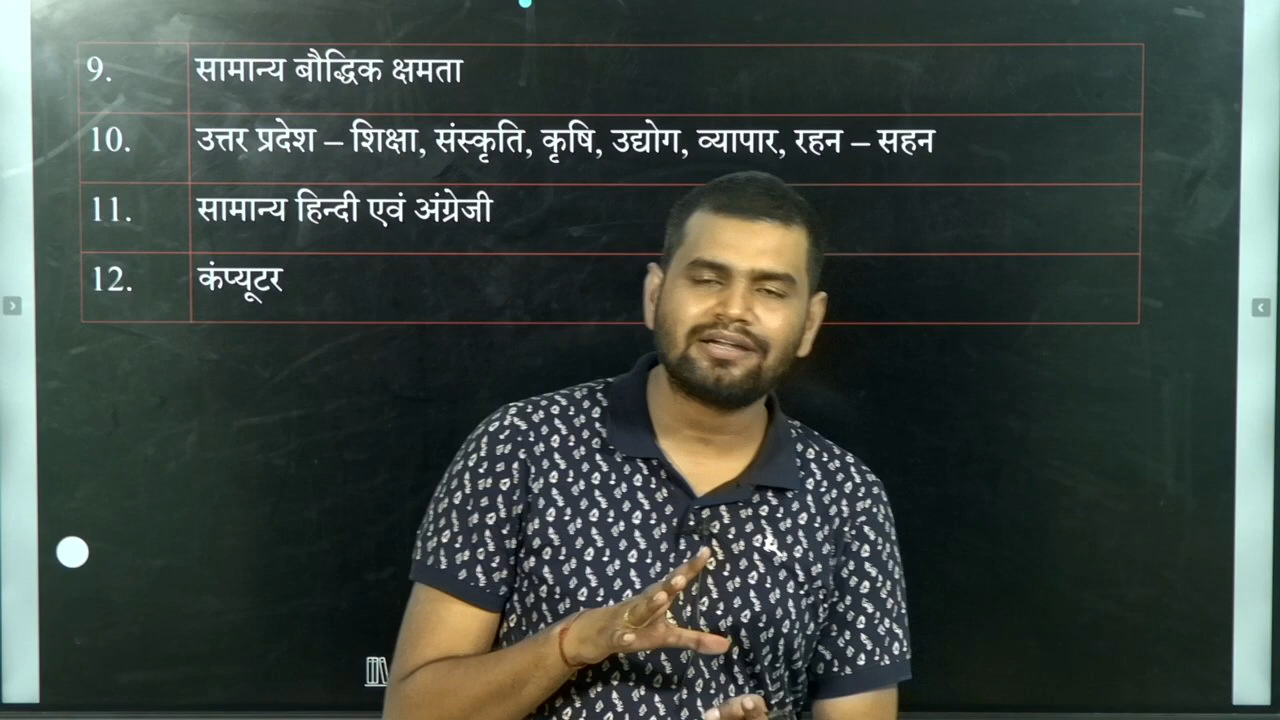 9. सामान्य बौद्धिक क्षमता
10. उत्तर प्रदेश – शिक्षा, संस्कृति, कृषि, उद्योग, व्यापार, रहन – सहन
11. सामान्य हिन्दी एवं अंग्रेजी
12. कंप्यूटर